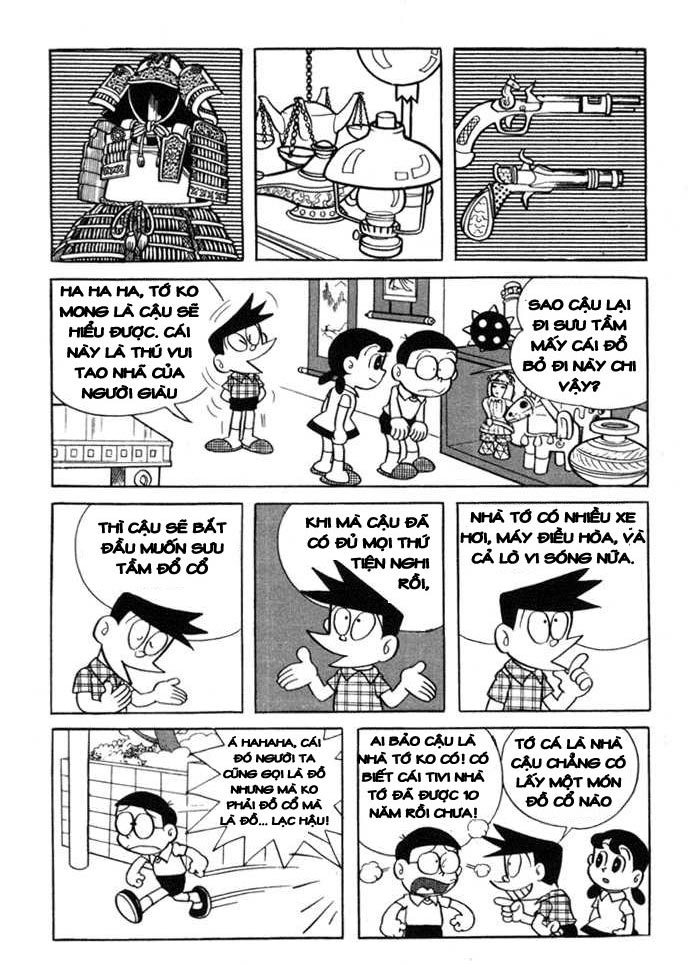 SAO CẬU LẠI
ĐI SƯU TẦM
MẤY CÁI ĐỒ
BỎ ĐI NÀY CHI
VẬY?
HA HA HA, TỚ KO
MONG LÀ CẬU SẼ
HIỂU ĐƯỢC. CÁI
NÀY LÀ THÚ VUI
TAO NHÃ CỦA
NGƯỜI GIÀU
NHÀ TỚ CÓ NHIỀU XE
HƠI, MÁY ĐIỀU HÒA, VÀ
CẢ LÒ VI SÓNG NỮA.
KHI MÀ CẬU ĐÃ
CÓ ĐỦ MỌI THỨ
TIỆN NGHI
RỒI,
THÌ CẬU SẼ BẮT
ĐẦU MUỐN SƯU
TẦM ĐỒ CỔ
TỚ CÁ LÀ NHÀ
CẬU CHẲNG CÓ
LẤY MỘT MÓN
ĐỒ CỔ NÀO
AI BẢO CẬU LÀ
NHÀ TỚ KO CÓ! CÓ
BIẾT CÁI TIVI NHÀ
TỚ ĐÃ ĐƯỢC 10
NĂM RỒI CHƯA!
Á HAHAHA, CÁI
ĐÓ NGƯỜI TA
CŨNG GỌI LÀ ĐỒ
NHƯNG MÀ KO
PHẢI ĐỒ CỔ MÀ
LÀ ĐỒ... LẠC HẬU!